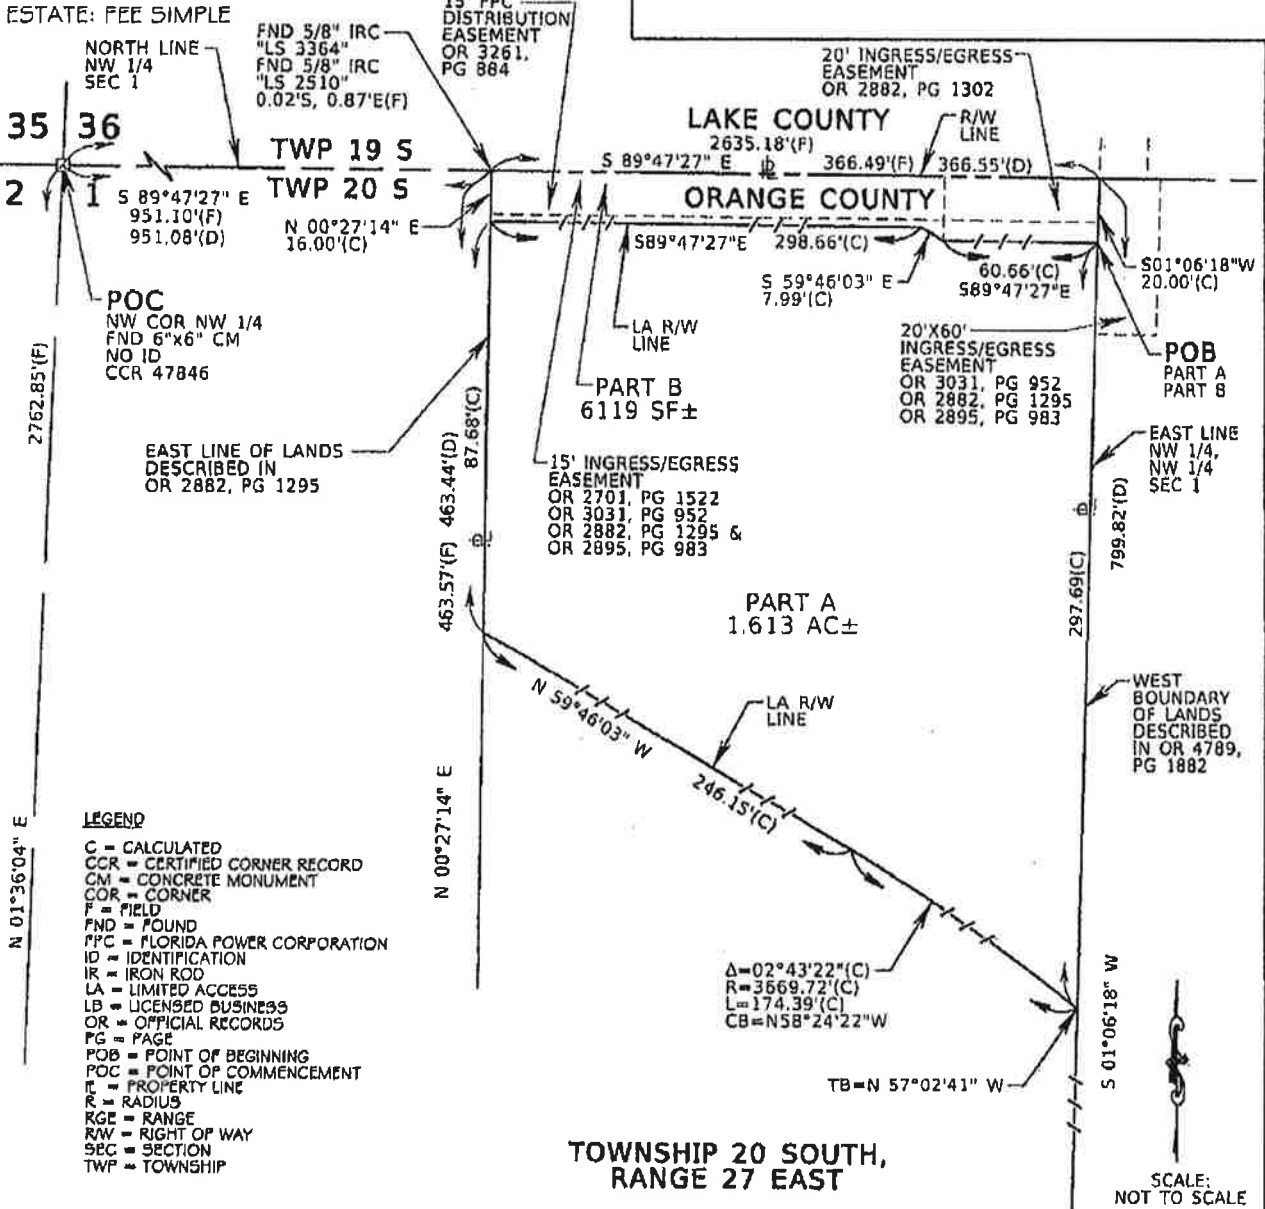 ESTATE: FEE SIMPLE
NORTH LINE
NW 1/4
SEC 1
FND 5/8" IRC
"LS 3364"
FND 5/8" IRC
"LS 2510"
0.02'S, 0.87'E(F)
15' FPC
DISTRIBUTION
EASEMENT
OR 3261,
PG 884
20' INGRESS/EGRESS
EASEMENT
OR 2882, PG 1302
35 36
2 1
TWP 19 S
TWP 20 S
LAKE COUNTY
2635.18'(F)
R/W
LINE
S 89°47'27" E
366.49'(F) 366.55'(D)
ORANGE COUNTY
S 89°47'27" E
951.10'(F)
951.08'(D)
N 00°27'14" E
16.00'(C)
S89°47'27"E
298.66'(C)
S 59°46'03" E
7.99'(C)
60.66'(C)
S89°47'27"E
S01°06'18"W
20.00'(C)
POC
NW COR NW 1/4
FND 6"x6" CM
NO ID
CCR 47846
LA R/W
LINE
20'X60'
INGRESS/EGRESS
EASEMENT
OR 3031, PG 952
OR 2882, PG 1295
OR 2895, PG 983
POB
PART A
PART B
PART B
6119 SF±
2762.85'(F)
EAST LINE OF LANDS
DESCRIBED IN
OR 2882, PG 1295
87.68'(C)
463.57'(F) 463.44'(D)
15' INGRESS/EGRESS
EASEMENT
OR 2701, PG 1522
OR 3031, PG 952
OR 2882, PG 1295 &
OR 2895, PG 983
EAST LINE
NW 1/4,
NW 1/4
SEC 1
799.82'(D)
297.69(C)
PART A
1.613 AC±
N 59°46'03" W
246.15'(C)
LA R/W
LINE
WEST
BOUNDARY
OF LANDS
DESCRIBED
IN OR 4789,
PG 1882
N 00°27'14" E
N 01°36'04" E
LEGEND
C = CALCULATED
CCR = CERTIFIED CORNER RECORD
CM = CONCRETE MONUMENT
COR = CORNER
F = FIELD
FND = FOUND
FPC = FLORIDA POWER CORPORATION
ID = IDENTIFICATION
IR = IRON ROD
LA = LIMITED ACCESS
LB = LICENSED BUSINESS
OR = OFFICIAL RECORDS
PG = PAGE
POB = POINT OF BEGINNING
POC = POINT OF COMMENCEMENT
PL = PROPERTY LINE
R = RADIUS
RGE = RANGE
R/W = RIGHT OF WAY
SEC = SECTION
TWP = TOWNSHIP
Δ=02°43'22"(C)
R=3669.72'(C)
L=174.39'(C)
CB=N58°24'22"W
TB=N 57°02'41" W
S 01°06'18" W
TOWNSHIP 20 SOUTH,
RANGE 27 EAST
SCALE:
NOT TO SCALE